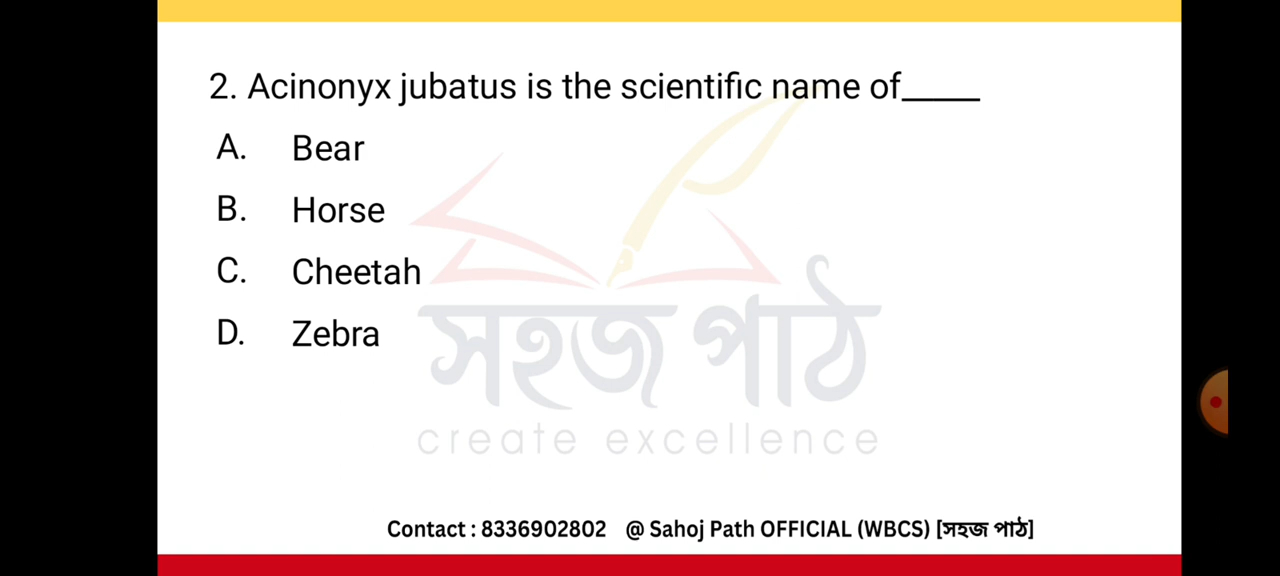 2. Acinonyx jubatus is the scientific name of_____
A. Bear
B. Horse
C. Cheetah
D. Zebra
সহজ পাঠ
create excellence
Contact : 8336902802 @ Sahoj Path OFFICIAL (WBCS) [সহজ পাঠ]